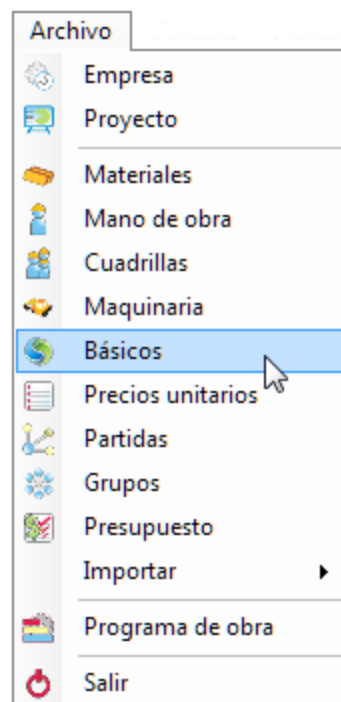 Archivo
Empresa
Proyecto
Materiales
Mano de obra
Cuadrillas
Maquinaria
Básicos
Precios unitarios
Partidas
Grupos
Presupuesto
Importar
Programa de obra
Salir